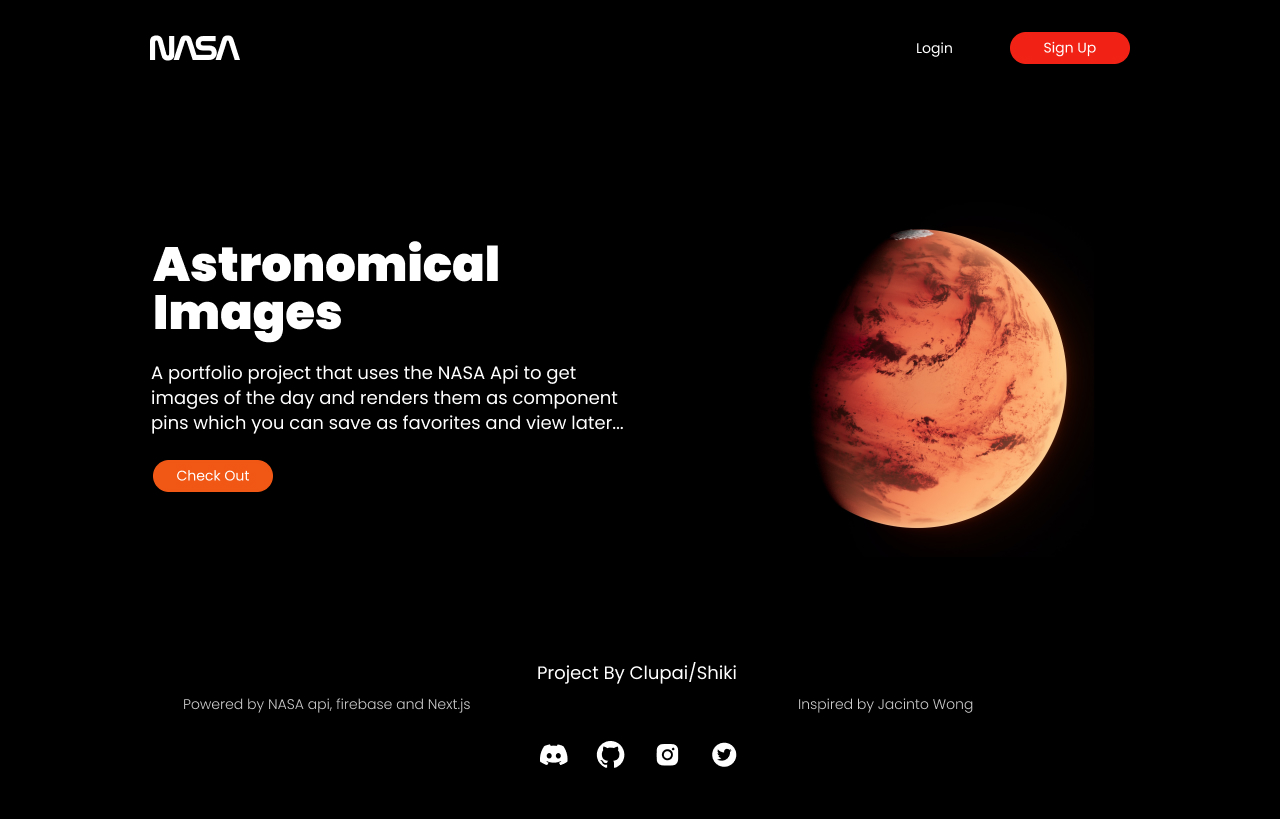 NASA
Login
Sign Up
Astronomical
Images
A portfolio project that uses the NASA Api to get
images of the day and renders them as component
pins which you can save as favorites and view later...
Check Out
Project By Clupai/Shiki
Powered by NASA api, firebase and Next.js
Inspired by Jacinto Wong